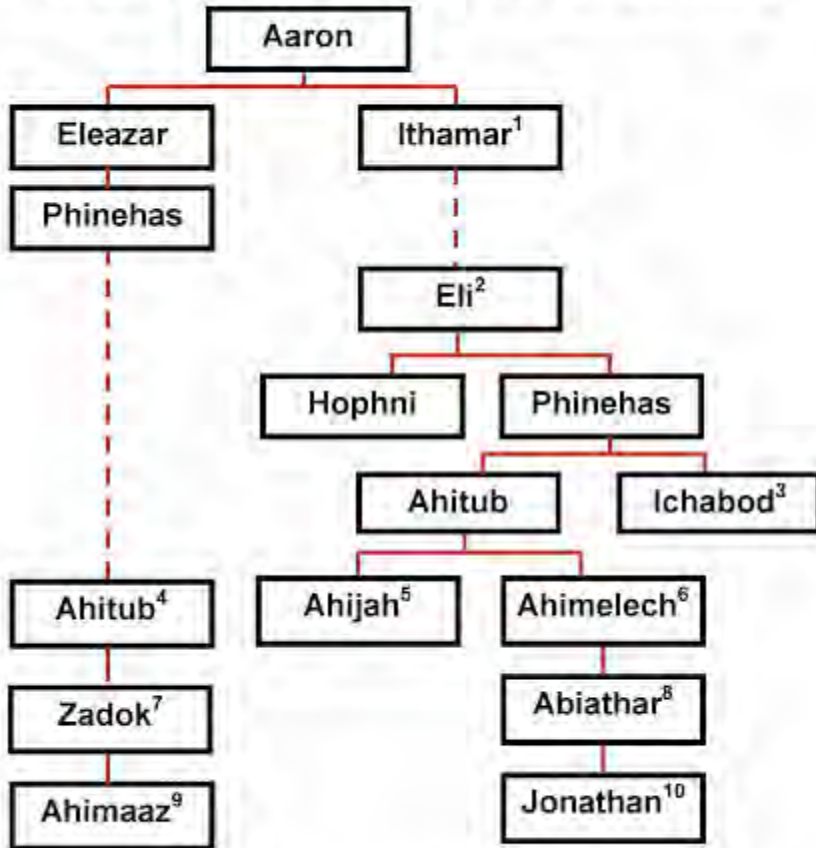 Aaron
Eleazar Ithamar¹
Phinehas
Eli²
Hophni Phinehas
Ahitub Ichabod³
Ahitub⁴ Ahijah⁵ Ahimelech⁶
Zadok⁷ Abiathar⁸
Ahimaaz⁹ Jonathan¹⁰